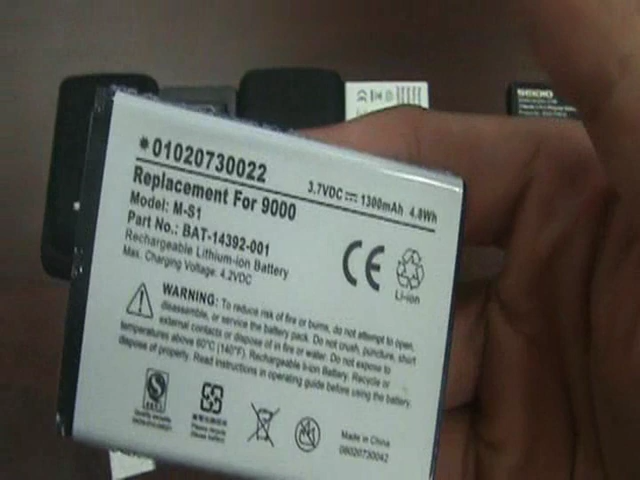 *01020730022
Replacement For 9000
3.7VDC 1300mAh 4.8Wh
Model: M-S1
Part No.: BAT-14392-001
Rechargeable Lithium-ion Battery
Max. Charging Voltage: 4.2VDC
CE
Li-ion
WARNING: To reduce risk of fire or burns, do not attempt to open,
disassemble, or service the battery pack. Do not crush, puncture, short
external contacts or dispose of in fire or water. Do not expose to
temperatures above 60°C (140°F). Rechargeable Li-ion Battery. Recycle or
dispose of properly.
Read instructions in operating guide before using the battery.
Made in China
08020730042
SEIDIO